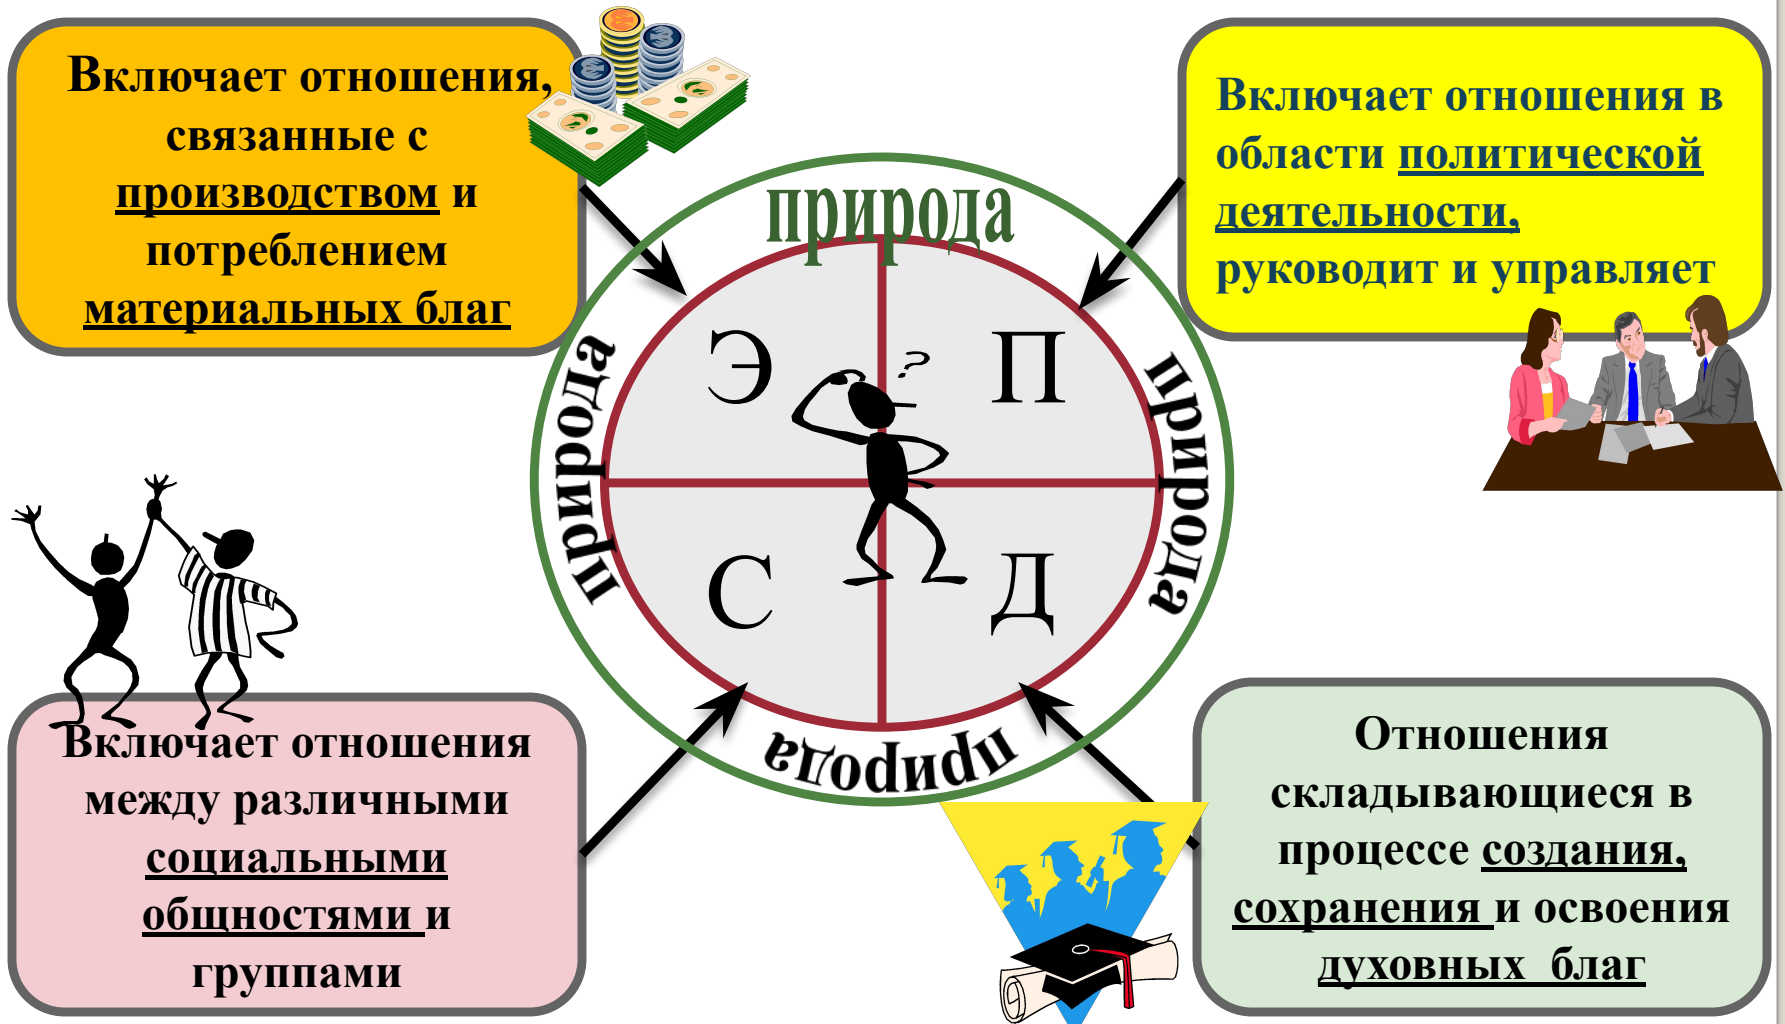 Включает отношения,
связанные с
производством и
потреблением
материальных благ
Включает отношения в
области политической
деятельности,
руководит и управляет
природа
природа
природа
природа
Э
П
?
С
Д
Включает отношения
между различными
социальными
общностями и
группами
Отношения
складывающиеся в
процессе создания,
сохранения и освоения
духовных благ